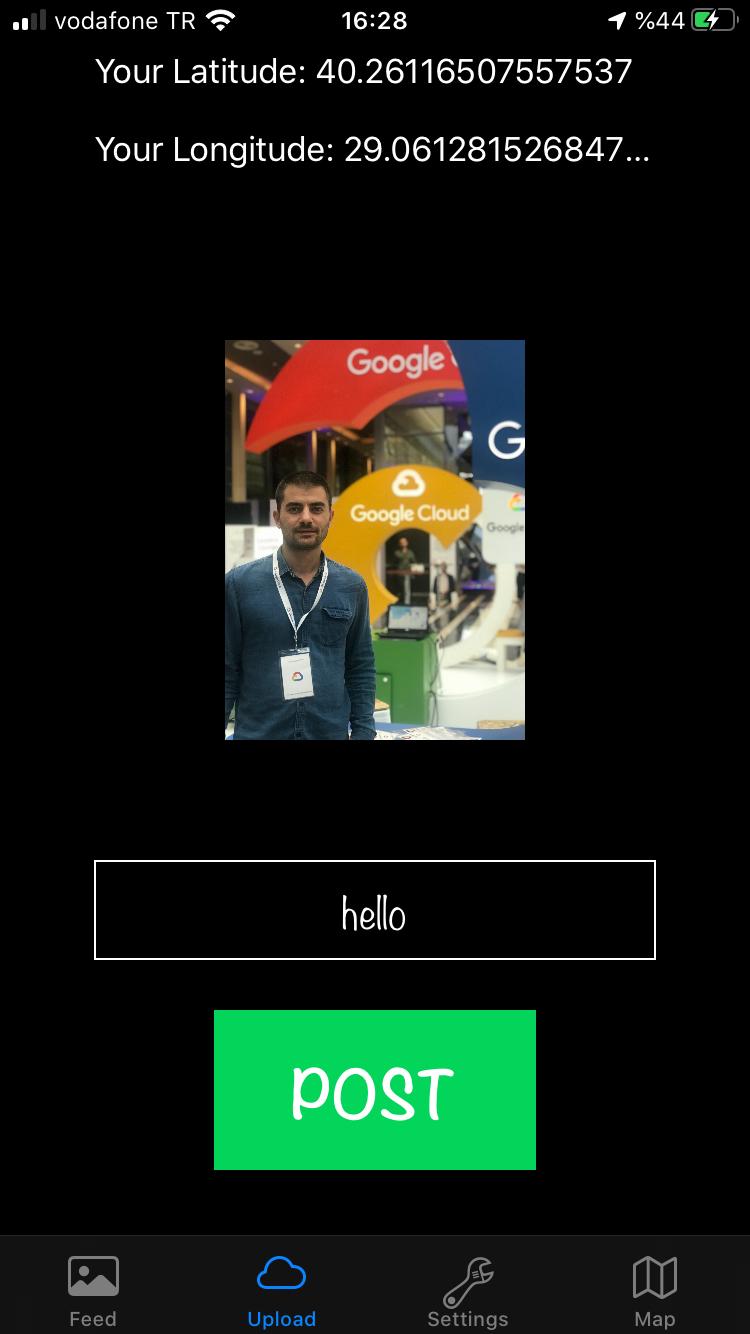 vodafone TR 16:28 %44
Your Latitude: 40.26116507557537
Your Longitude: 29.061281526847...
Google
G
Google Cloud
Google
hello
POST
Feed Upload Settings Map